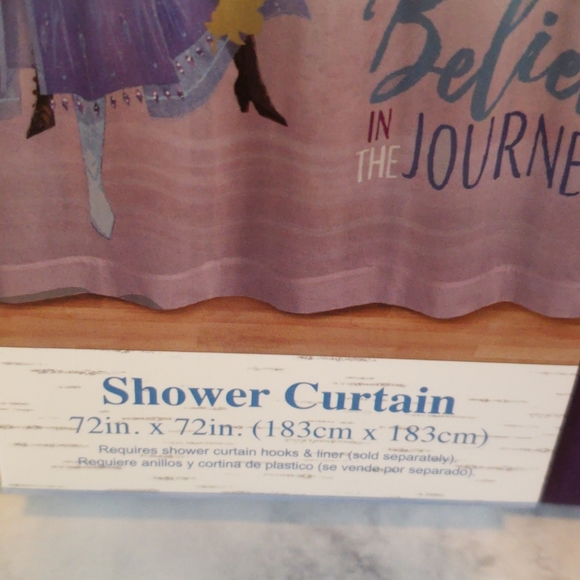 Belie
IN
THE JOURNE
Shower Curtain
72in. x 72in. (183cm x 183cm)
Requires shower curtain hooks & liner (sold separately).
Requiere anillos y cortina de plastico (se vende por separado).